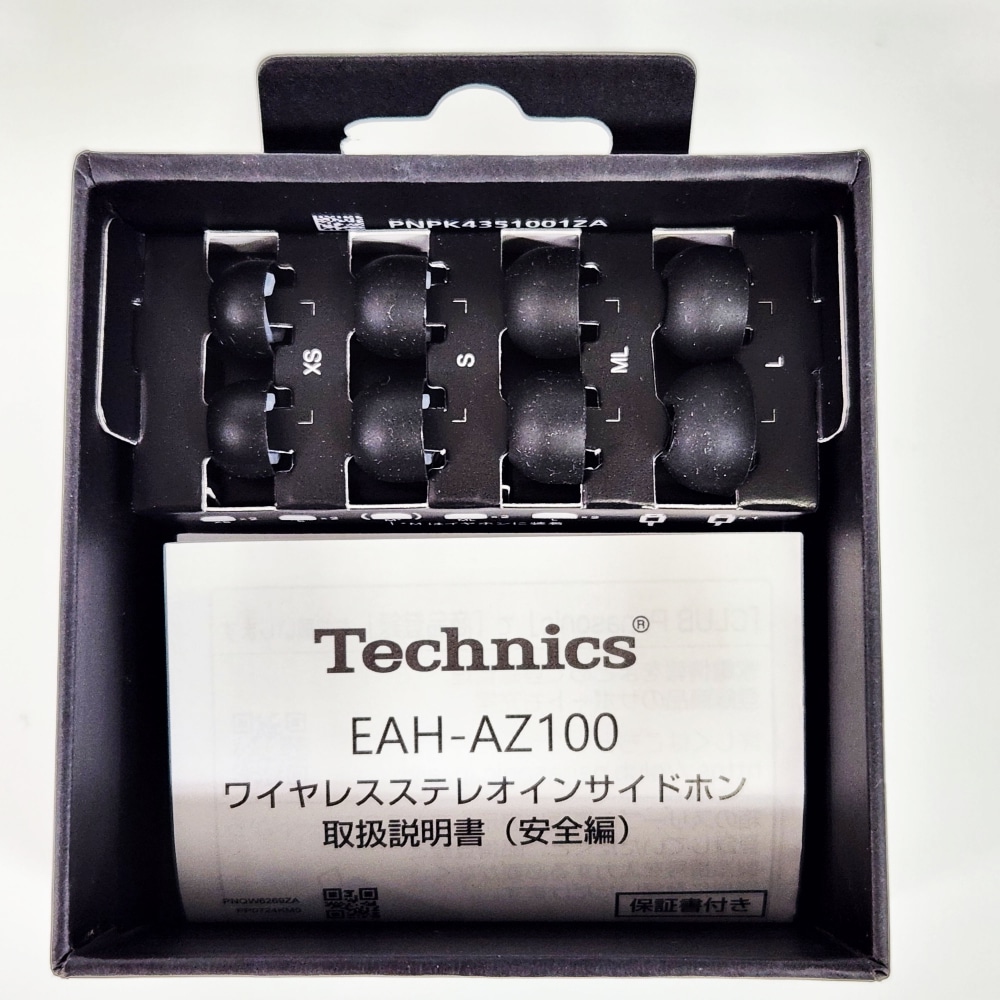 PNPK4351001ZA
XS
S
ML
L
Technics®
EAH-AZ100
ワイヤレスステレオインサイドホン
取扱説明書（安全編）
PNQW6269ZA
保証書付き